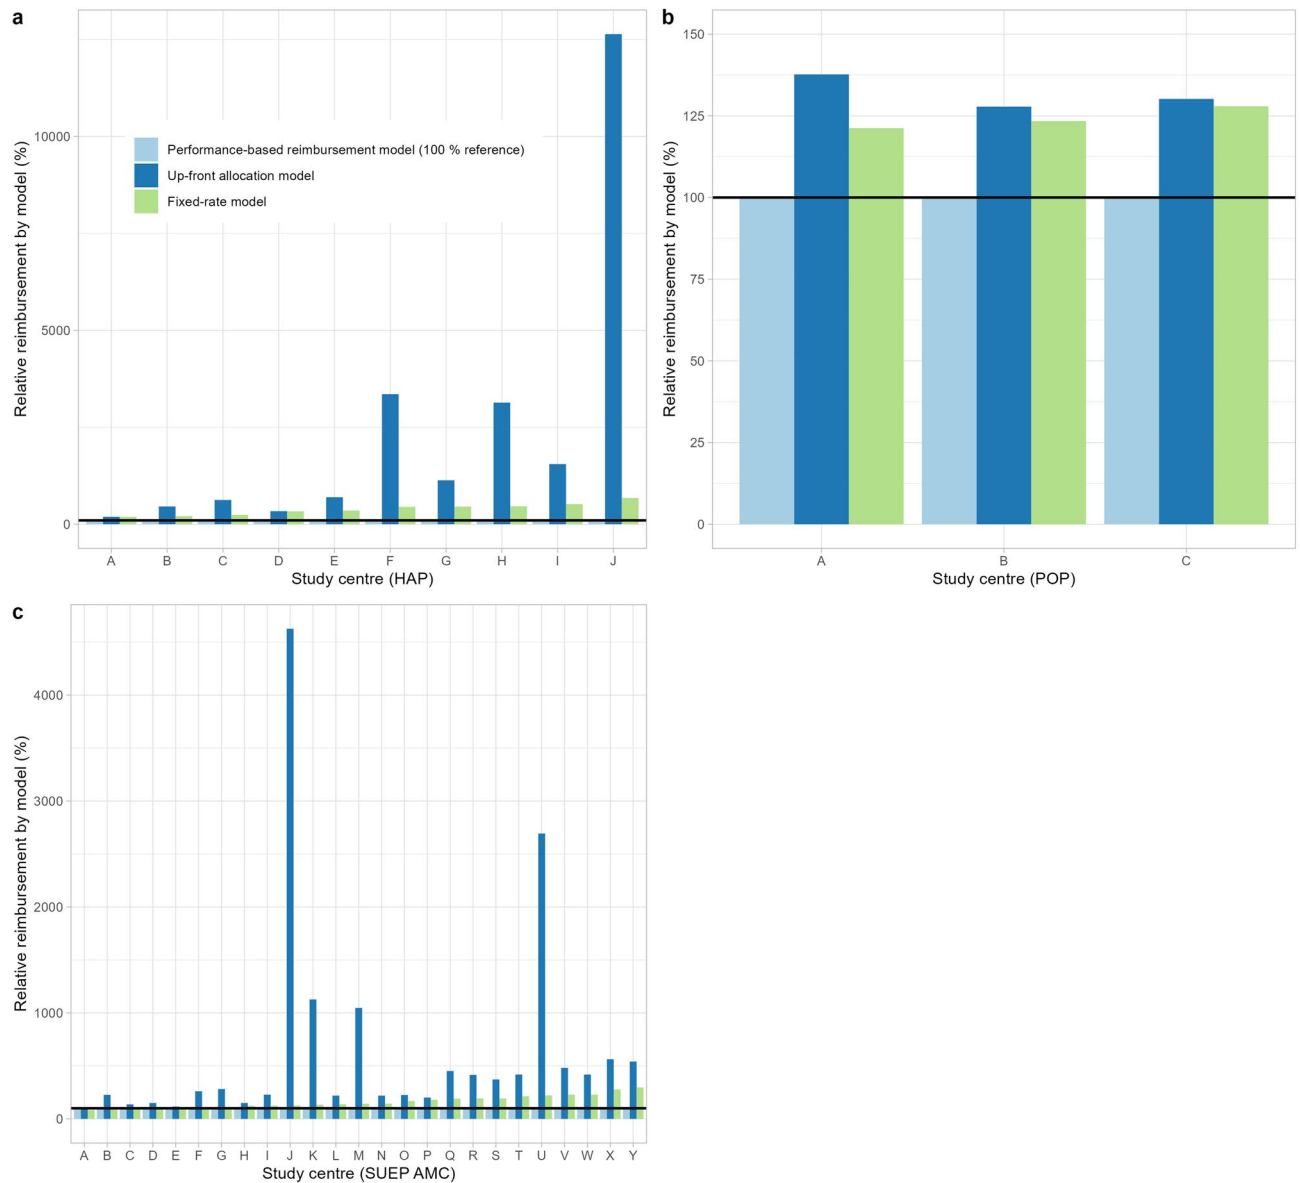 a
Relative reimbursement by model (%)
10000
5000
0
Performance-based reimbursement model (100 % reference)
Up-front allocation model
Fixed-rate model
A B C D E F G H I J
Study centre (HAP)
b
Relative reimbursement by model (%)
150
125
100
75
50
25
0
A B C
Study centre (POP)
c
Relative reimbursement by model (%)
4000
3000
2000
1000
0
A B C D E F G H I J K L M N O P Q R S T U V W X Y
Study centre (SUEP AMC)